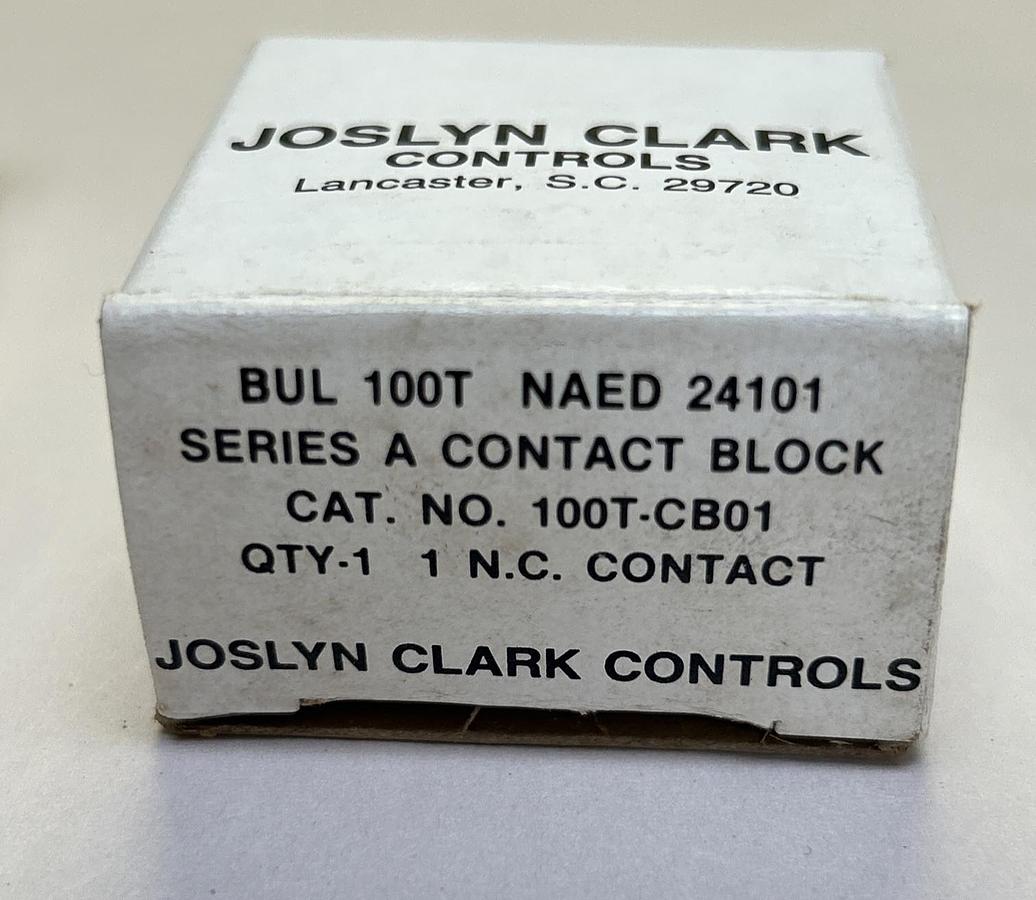 JOSLYN CLARK
CONTROLS
Lancaster, S.C. 29720
BUL 100T NAED 24101
SERIES A CONTACT BLOCK
CAT. NO. 100T-CB01
QTY-1 1 N.C. CONTACT
JOSLYN CLARK CONTROLS